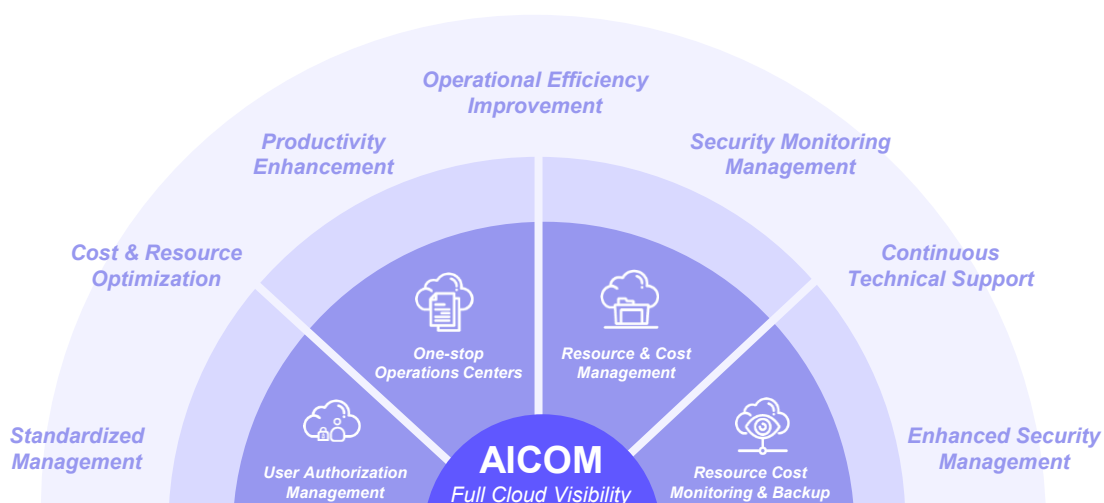 Operational Efficiency
Improvement
Productivity
Enhancement
Security Monitoring
Management
Cost & Resource
Optimization
Continuous
Technical Support
One-stop
Operations Centers
Resource & Cost
Management
Standardized
Management
User Authorization
Management
AICOM
Full Cloud Visibility
Resource Cost
Monitoring & Backup
Enhanced Security
Management